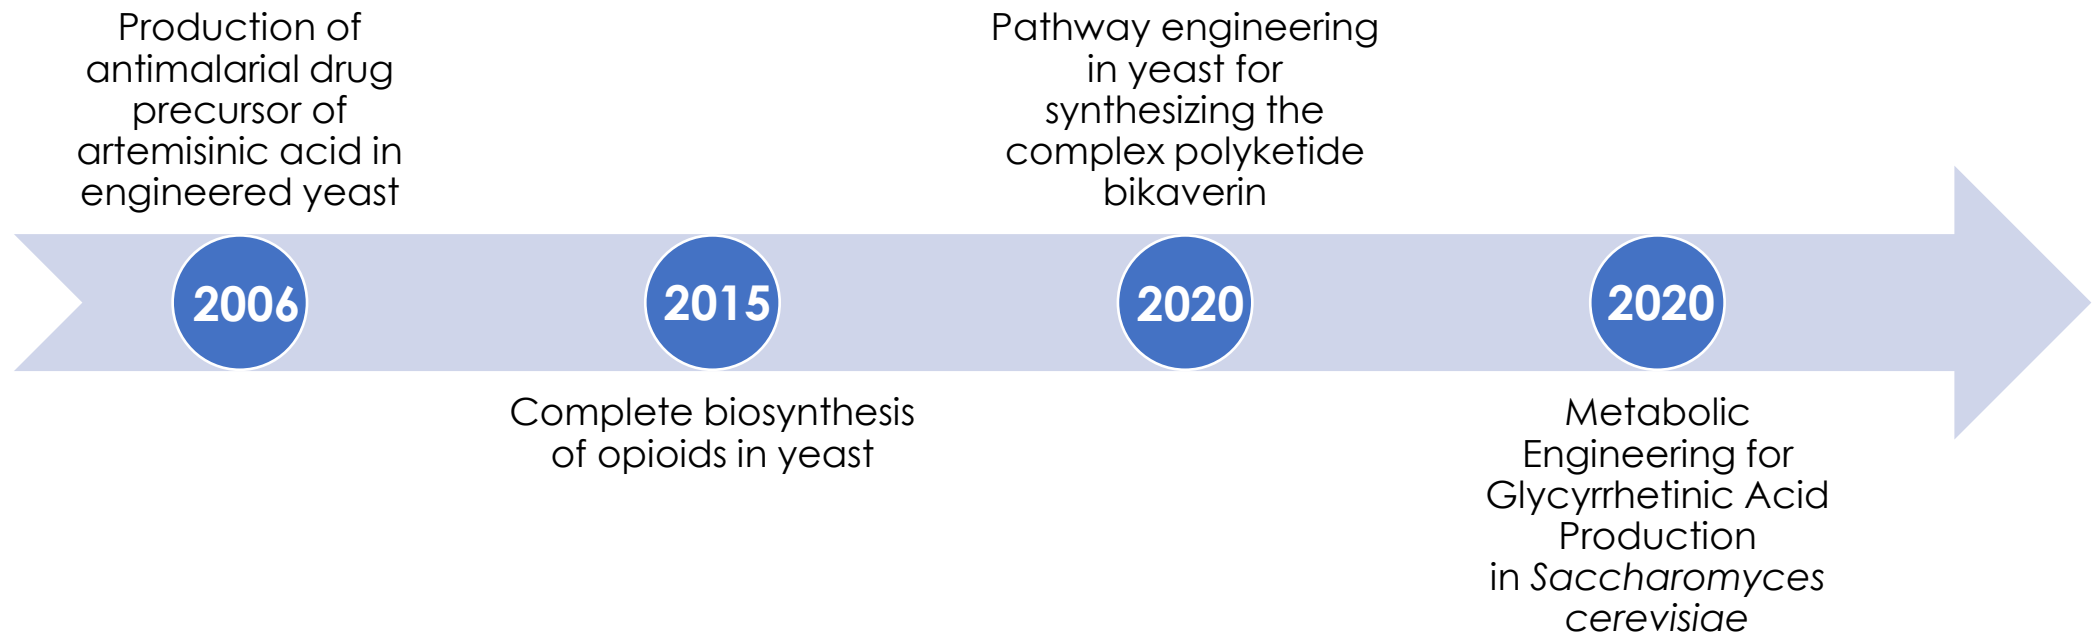 Production of
antimalarial drug
precursor of
artemisinic acid in
engineered yeast
2006
2015
Complete biosynthesis
of opioids in yeast
Pathway engineering
in yeast for
synthesizing the
complex polyketide
bikaverin
2020
2020
Metabolic
Engineering for
Glycyrrhetinic Acid
Production
in Saccharomyces
cerevisiae